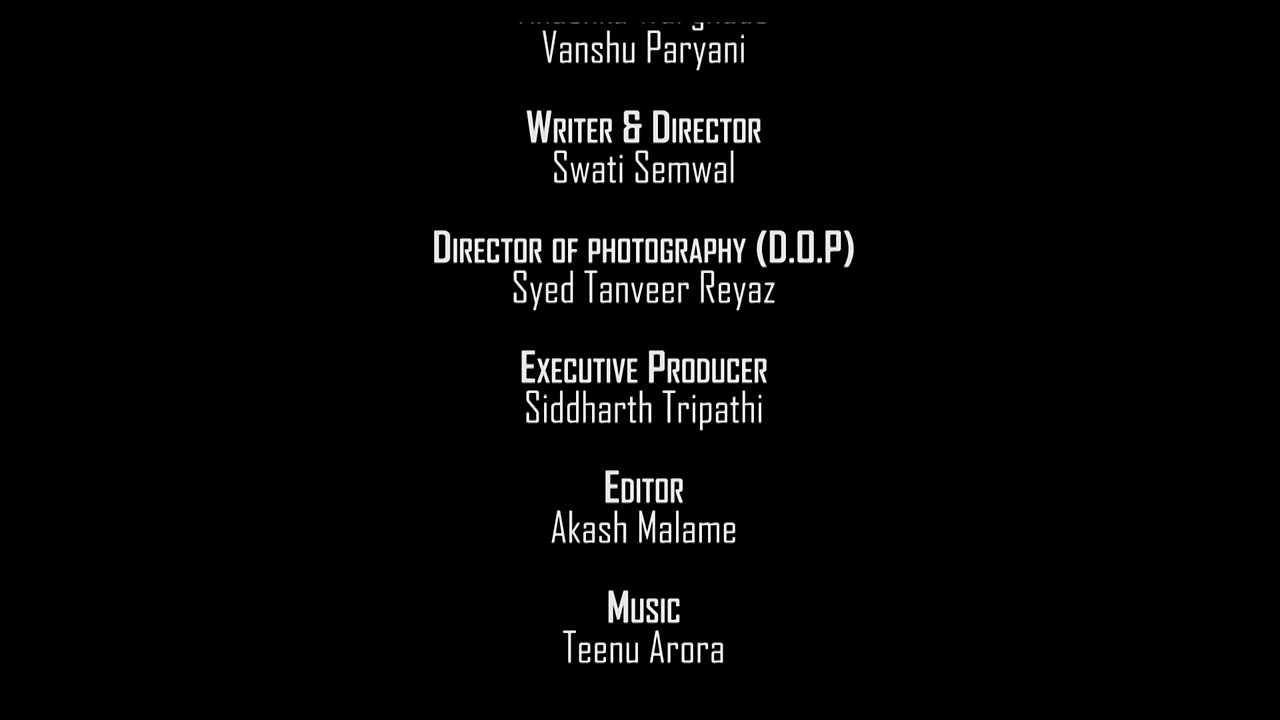 Vanshu Paryani
WRITER & DIRECTOR
Swati Semwal
DIRECTOR OF PHOTOGRAPHY (D.O.P)
Syed Tanveer Reyaz
EXECUTIVE PRODUCER
Siddharth Tripathi
EDITOR
Akash Malame
MUSIC
Teenu Arora